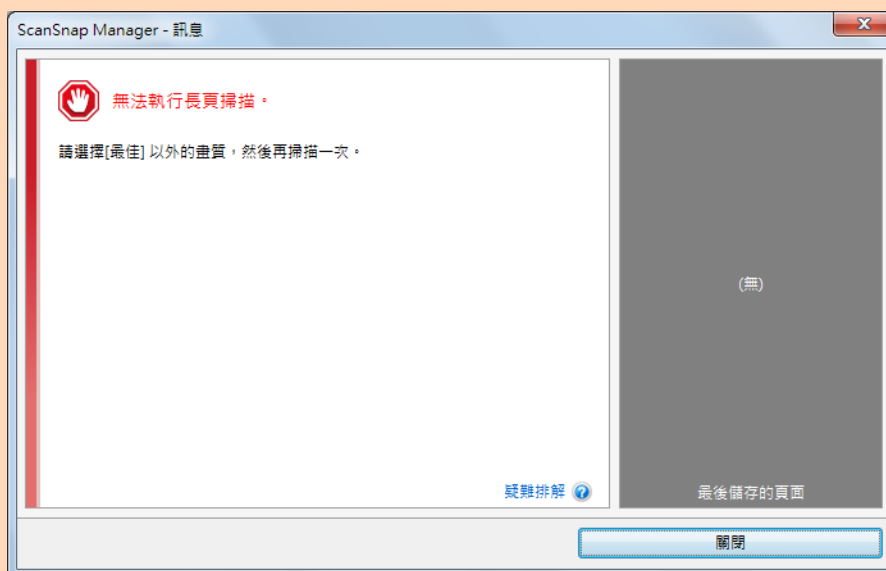 ScanSnap Manager - 訊息
無法執行長頁掃描。
請選擇[最佳] 以外的畫質，然後再掃描一次。
(無)
疑難排解
最後儲存的頁面
關閉